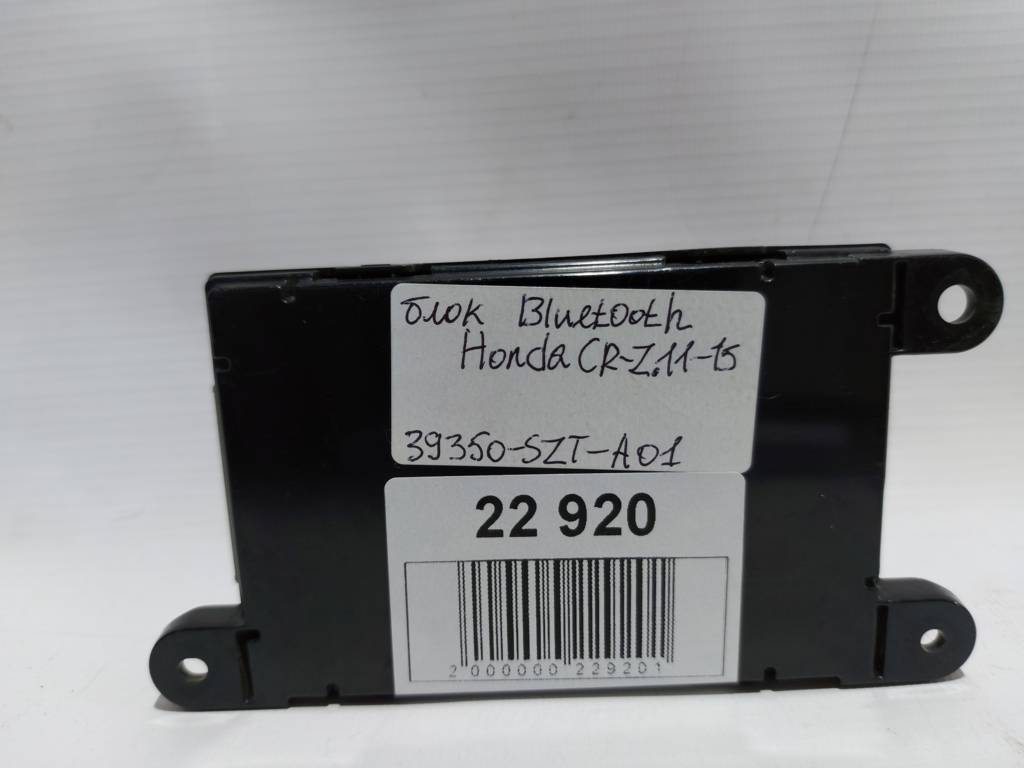 блок Bluetooth
Honda CR-Z.11-15
39350-SZT-A01
22 920
2 000000 229201